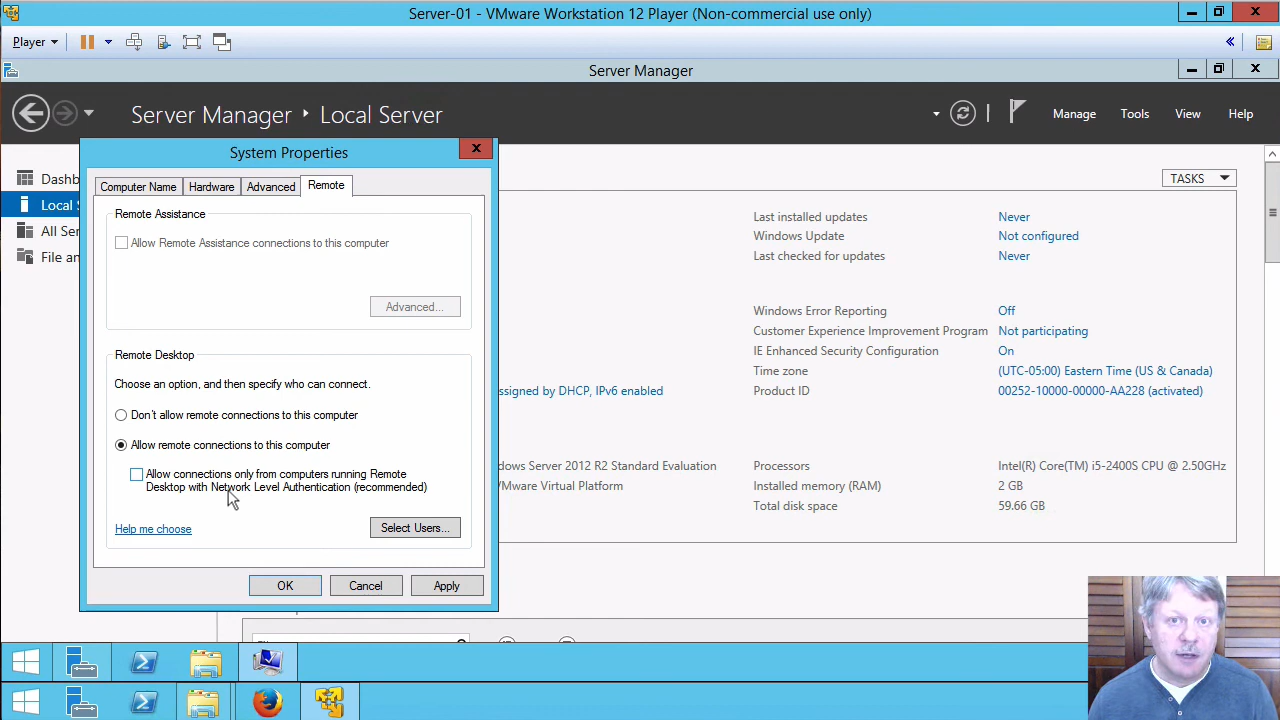 Server-01 - VMware Workstation 12 Player (Non-commercial use only)
Player
Server Manager
Server Manager ‣ Local Server
Manage Tools View Help
System Properties
Computer Name Hardware Advanced Remote
Remote Assistance
Allow Remote Assistance connections to this computer
Advanced...
Remote Desktop
Choose an option, and then specify who can connect.
Don't allow remote connections to this computer
Allow remote connections to this computer
Allow connections only from computers running Remote
Desktop with Network Level Authentication (recommended)
Help me choose
Select Users...
OK Cancel Apply
Dashb
Local S
All Ser
File an
TASKS
Last installed updates Never
Windows Update Not configured
Last checked for updates Never
Windows Error Reporting Off
Customer Experience Improvement Program Not participating
IE Enhanced Security Configuration On
Time zone (UTC-05:00) Eastern Time (US & Canada)
ssigned by DHCP, IPv6 enabled Product ID 00252-10000-00000-AA228 (activated)
dows Server 2012 R2 Standard Evaluation Processors Intel(R) Core(TM) i5-2400S CPU @ 2.50GHz
Mware Virtual Platform Installed memory (RAM) 2 GB
Total disk space 59.66 GB